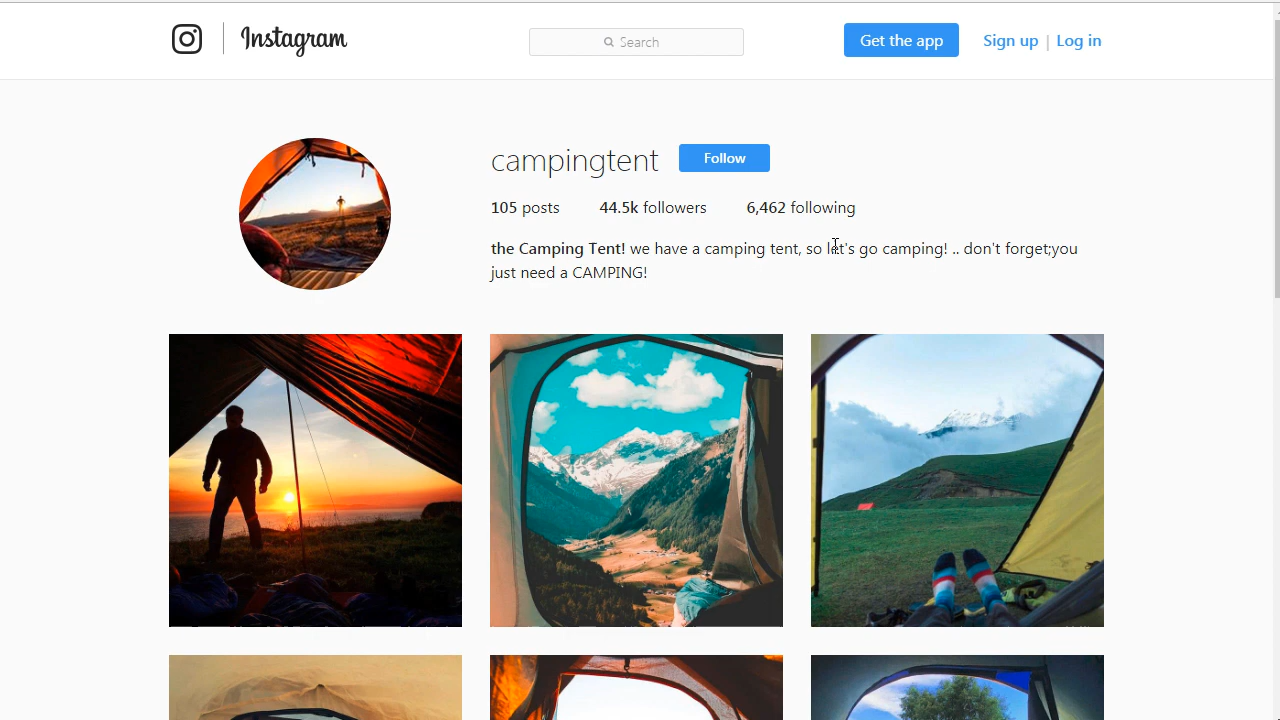 Instagram
Search
Get the app
Sign up | Log in
campingtent
Follow
105 posts 44.5k followers 6,462 following
the Camping Tent! we have a camping tent, so let's go camping! .. don't forget;you
just need a CAMPING!